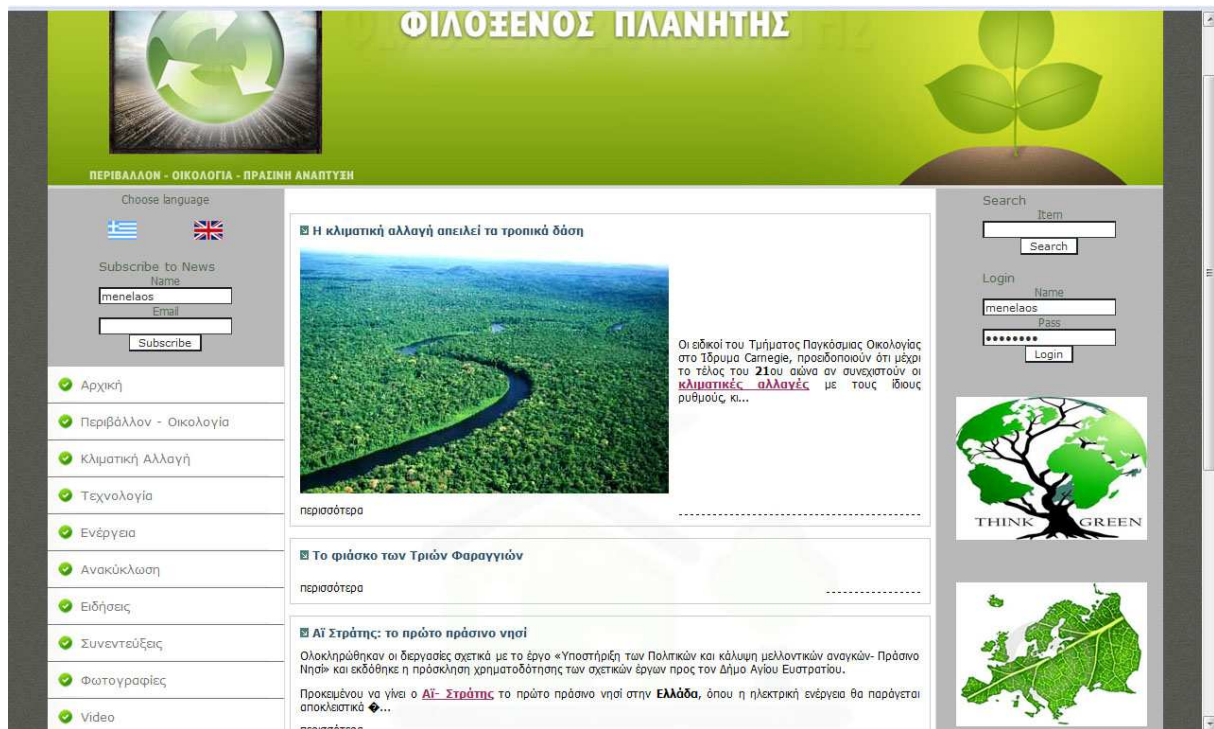 ΦΙΛΟΞΕΝΟΣ ΠΛΑΝΗΤΗΣ
ΠΕΡΙΒΑΛΛΟΝ - ΟΙΚΟΛΟΓΙΑ - ΠΡΑΣΙΝΗ ΑΝΑΠΤΥΞΗ
Choose language
Subscribe to News
Name
menelaos
Email
Subscribe
Αρχική
Περιβάλλον - Οικολογία
Κλιματική Αλλαγή
Τεχνολογία
Ενέργεια
Ανακύκλωση
Ειδήσεις
Συνεντεύξεις
Φωτογραφίες
Video
Η κλιματική αλλαγή απειλεί τα τροπικά δάση
Οι ειδικοί του Τμήματος Παγκόσμιας Οικολογίας
στο Ίδρυμα Carnegie, προειδοποιούν ότι μέχρι
το τέλος του 21ου αιώνα αν συνεχιστούν οι
κλιματικές αλλαγές με τους ίδιους
ρυθμούς, κι...
περισσότερα
Το φιάσκο των Τριών Φαραγγιών
περισσότερα
Αϊ Στράτης: το πρώτο πράσινο νησί
Ολοκληρώθηκαν οι διεργασίες σχετικά με το έργο «Υποστήριξη των Πολιτικών και κάλυψη μελλοντικών αναγκών- Πράσινο
Νησί» και εκδόθηκε η πρόσκληση χρηματοδότησης των σχετικών έργων προς τον Δήμο Αγίου Ευστρατίου.
Προκειμένου να γίνει ο Αϊ- Στράτης το πρώτο πράσινο νησί στην Ελλάδα, όπου η ηλεκτρική ενέργεια θα παράγεται
αποκλειστικά �...
περισσότερα
Search
Item
Search
Login
Name
menelaos
Pass
••••••••
Login
THINK GREEN